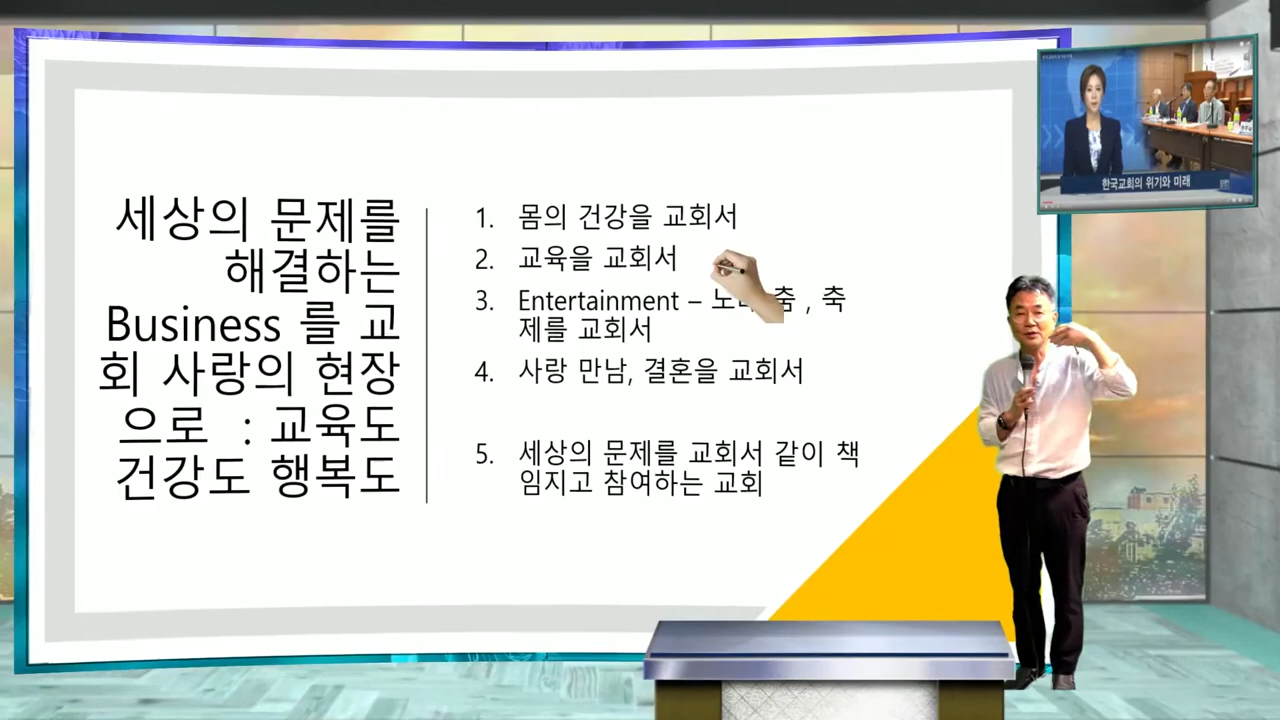 세상의 문제를
해결하는
Business 를 교
회 사랑의 현장
으로 : 교육도
건강도 행복도
1. 몸의 건강을 교회서
2. 교육을 교회서
3. Entertainment – 춤 , 축
제를 교회서
4. 사랑 만남, 결혼을 교회서
5. 세상의 문제를 교회서 같이 책
임지고 참여하는 교회
한국교회의 위기와 미래